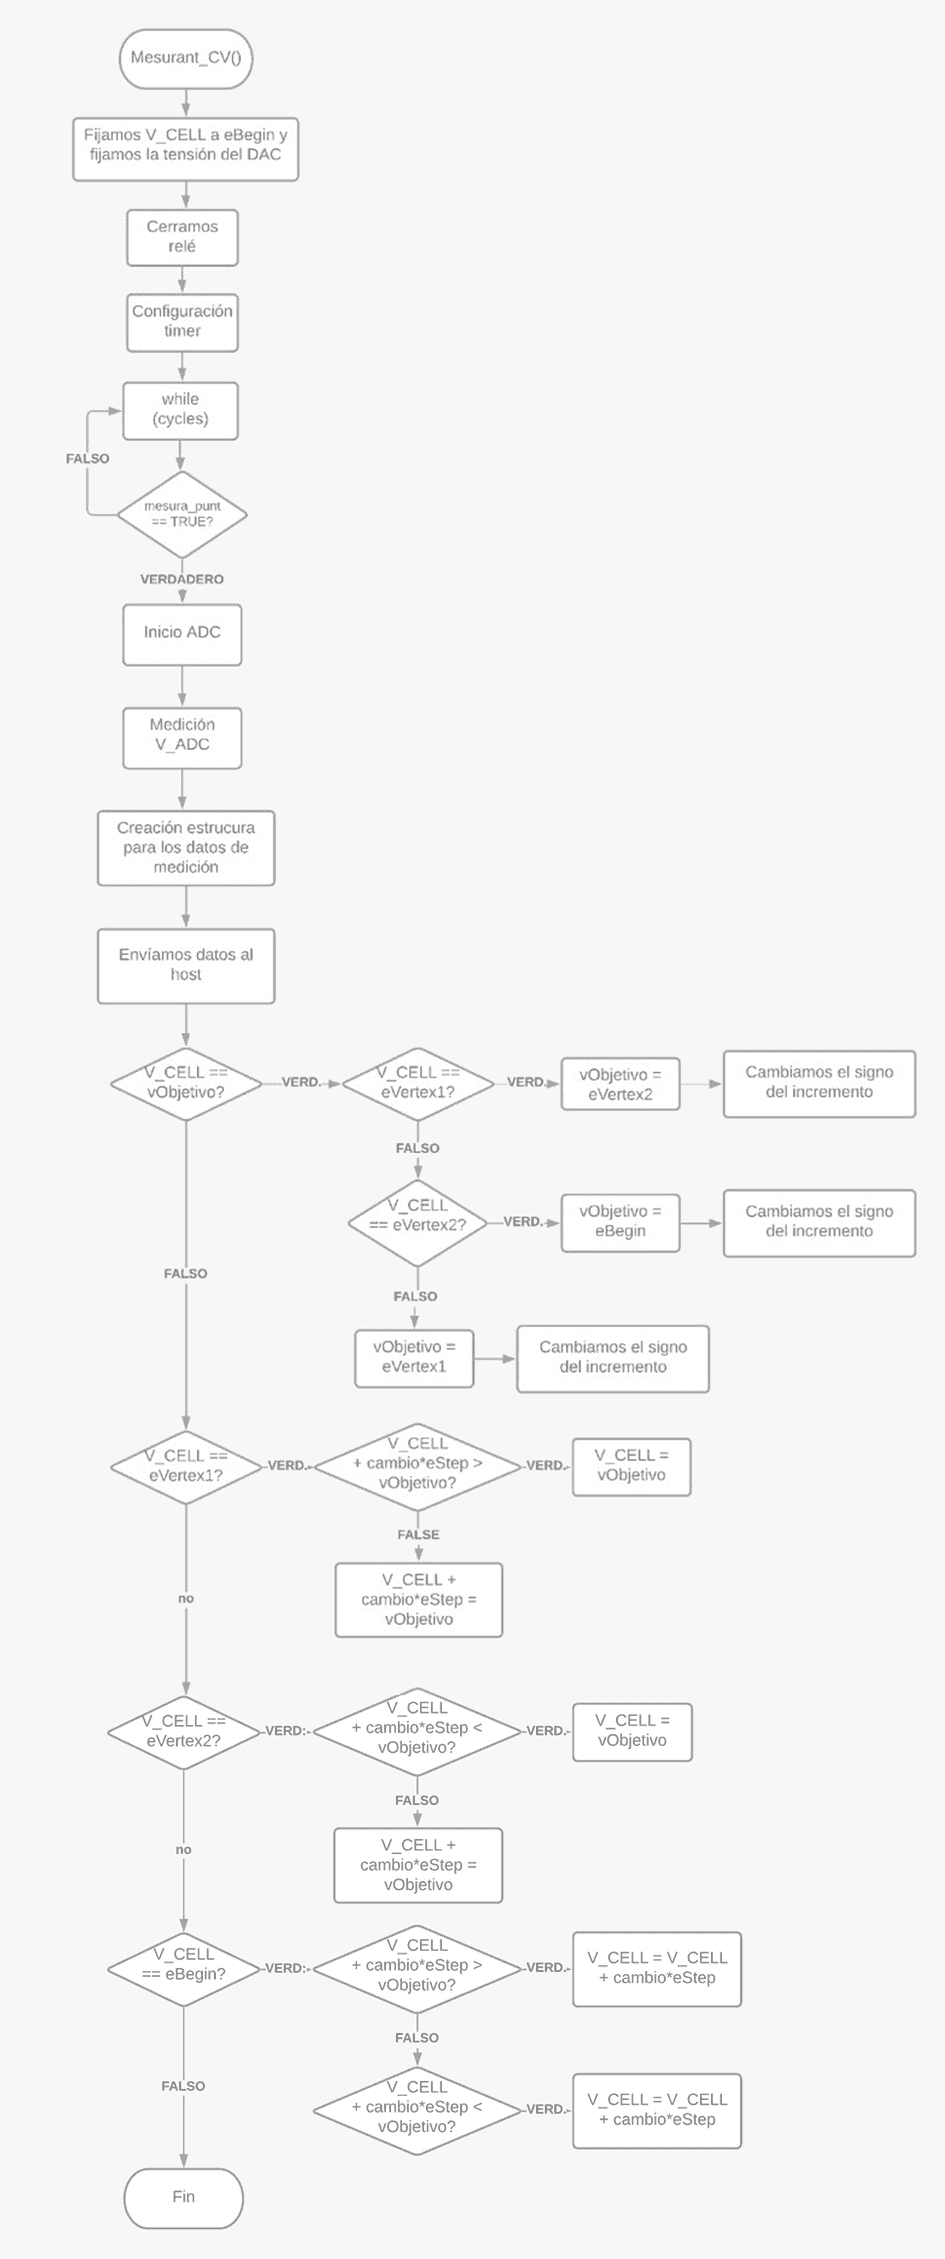 Mesurant_CV()
Fijamos V_CELL a eBegin y
fijamos la tensión del DAC
Cerramos
relé
Configuración
timer
while
(cycles)
FALSO
mesura_punt
== TRUE?
VERDADERO
Inicio ADC
Medición
V_ADC
Creación estrucura
para los datos de
medición
Envíamos datos al
host
V_CELL ==
vObjetivo?
VERD.
V_CELL ==
eVertex1?
VERD.
vObjetivo =
eVertex2
Cambiamos el signo
del incremento
FALSO
V_CELL
== eVertex2?
VERD.
vObjetivo =
eBegin
Cambiamos el signo
del incremento
FALSO
FALSO
vObjetivo =
eVertex1
Cambiamos el signo
del incremento
V_CELL ==
eVertex1?
VERD.
V_CELL
+ cambio*eStep >
vObjetivo?
VERD.
V_CELL =
vObjetivo
FALSE
V_CELL +
cambio*eStep =
vObjetivo
no
V_CELL ==
eVertex2?
VERD:
V_CELL
+ cambio*eStep <
vObjetivo?
VERD.
V_CELL =
vObjetivo
FALSO
V_CELL +
cambio*eStep =
vObjetivo
no
V_CELL
== eBegin?
VERD:
V_CELL
+ cambio*eStep >
vObjetivo?
VERD.
V_CELL = V_CELL
+ cambio*eStep
FALSO
V_CELL
+ cambio*eStep <
vObjetivo?
VERD.
V_CELL = V_CELL
+ cambio*eStep
FALSO
Fin